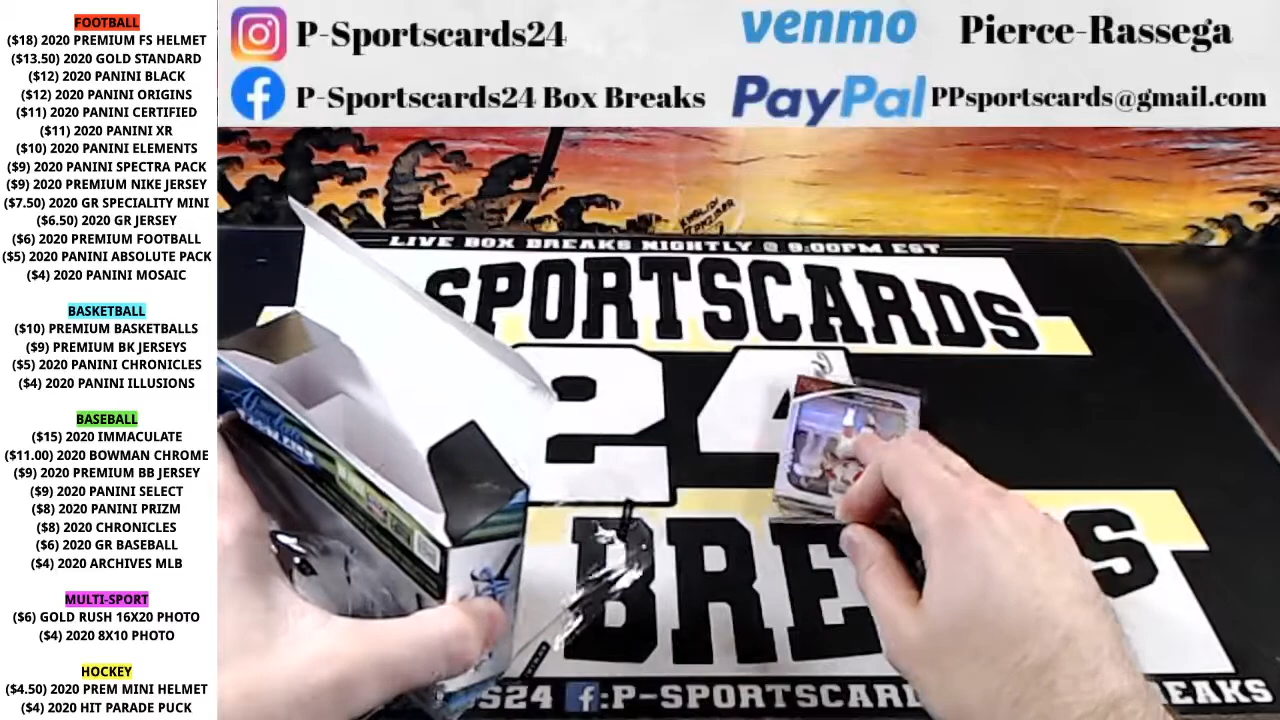 FOOTBALL
($18) 2020 PREMIUM FS HELMET
($13.50) 2020 GOLD STANDARD
($12) 2020 PANINI BLACK
($12) 2020 PANINI ORIGINS
($11) 2020 PANINI CERTIFIED
($11) 2020 PANINI XR
($10) 2020 PANINI ELEMENTS
($9) 2020 PANINI SPECTRA PACK
($9) 2020 PREMIUM NIKE JERSEY
($7.50) 2020 GR SPECIALITY MINI
($6.50) 2020 GR JERSEY
($6) 2020 PREMIUM FOOTBALL
($5) 2020 PANINI ABSOLUTE PACK
($4) 2020 PANINI MOSAIC
BASKETBALL
($10) PREMIUM BASKETBALLS
($9) PREMIUM BK JERSEYS
($5) 2020 PANINI CHRONICLES
($4) 2020 PANINI ILLUSIONS
BASEBALL
($15) 2020 IMMACULATE
($11.00) 2020 BOWMAN CHROME
($9) 2020 PREMIUM BB JERSEY
($9) 2020 PANINI SELECT
($8) 2020 PANINI PRIZM
($8) 2020 CHRONICLES
($6) 2020 GR BASEBALL
($4) 2020 ARCHIVES MLB
MULTI-SPORT
($6) GOLD RUSH 16X20 PHOTO
($4) 2020 8X10 PHOTO
HOCKEY
($4.50) 2020 PREM MINI HELMET
($4) 2020 HIT PARADE PUCK
P-Sportscards24
venmo Pierce-Rassega
P-Sportscards24 Box Breaks
PayPal PPsportscards@gmail.com
LIVE BOX BREAKS NIGHTLY @ 9:00PM EST
SPORTSCARDS
24
BRE S
Absolute
S24 f:P-SPORTSCAR EAKS